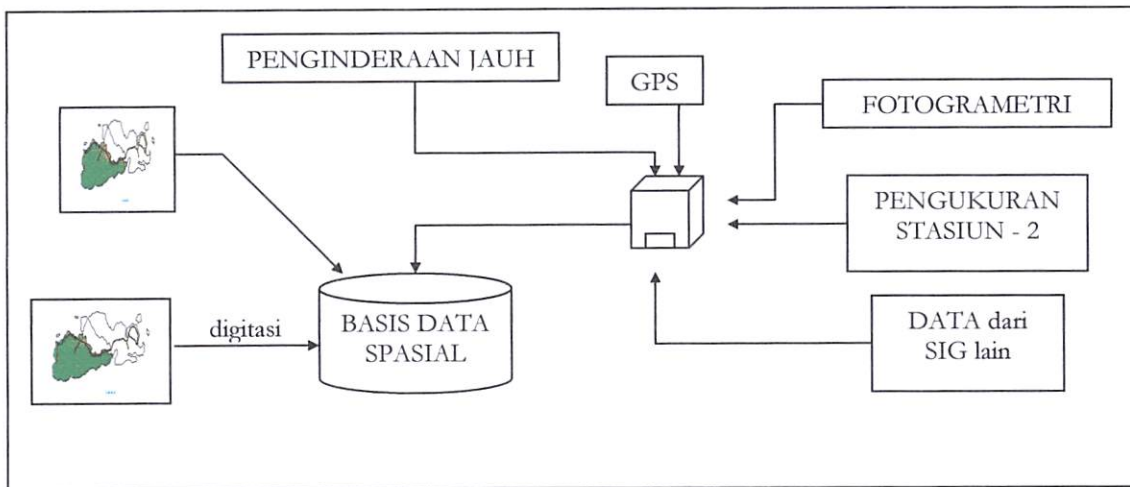 PENGINDERAAN JAUH
GPS
FOTOGRAMETRI
PENGUKURAN
STASIUN - 2
digitasi
BASIS DATA
SPASIAL
DATA dari
SIG lain